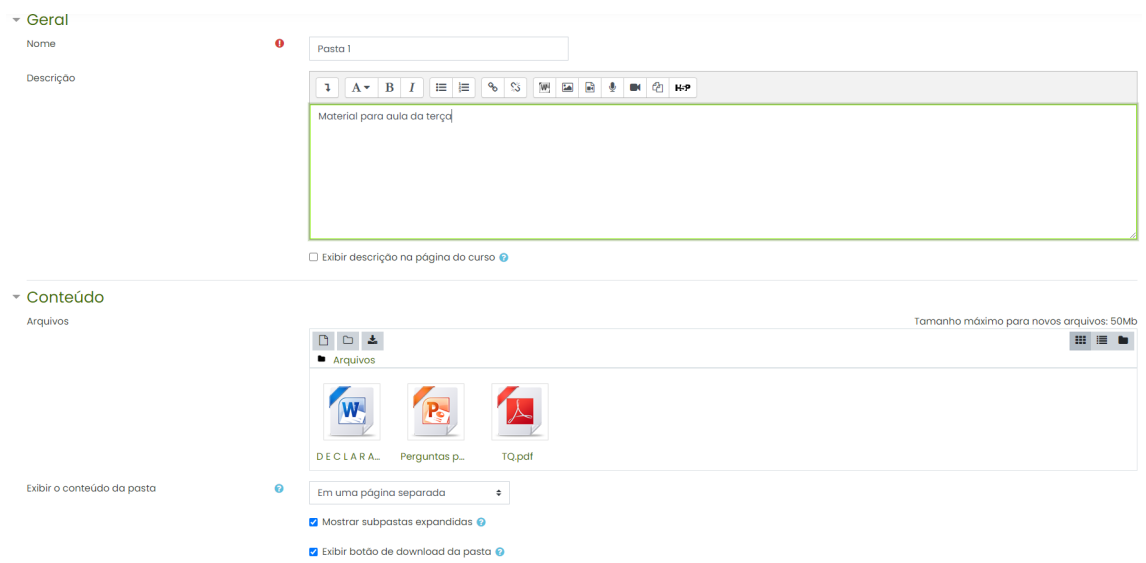 Geral
Nome
Pasta 1
Descrição
A B I H-P
Material para aula da terça
Exibir descrição na página do curso
Conteúdo
Arquivos
Tamanho máximo para novos arquivos: 50Mb
Arquivos
D E C L A R A...
Perguntas p...
TQ.pdf
Exibir o conteúdo da pasta
Em uma página separada
Mostrar subpastas expandidas
Exibir botão de download da pasta